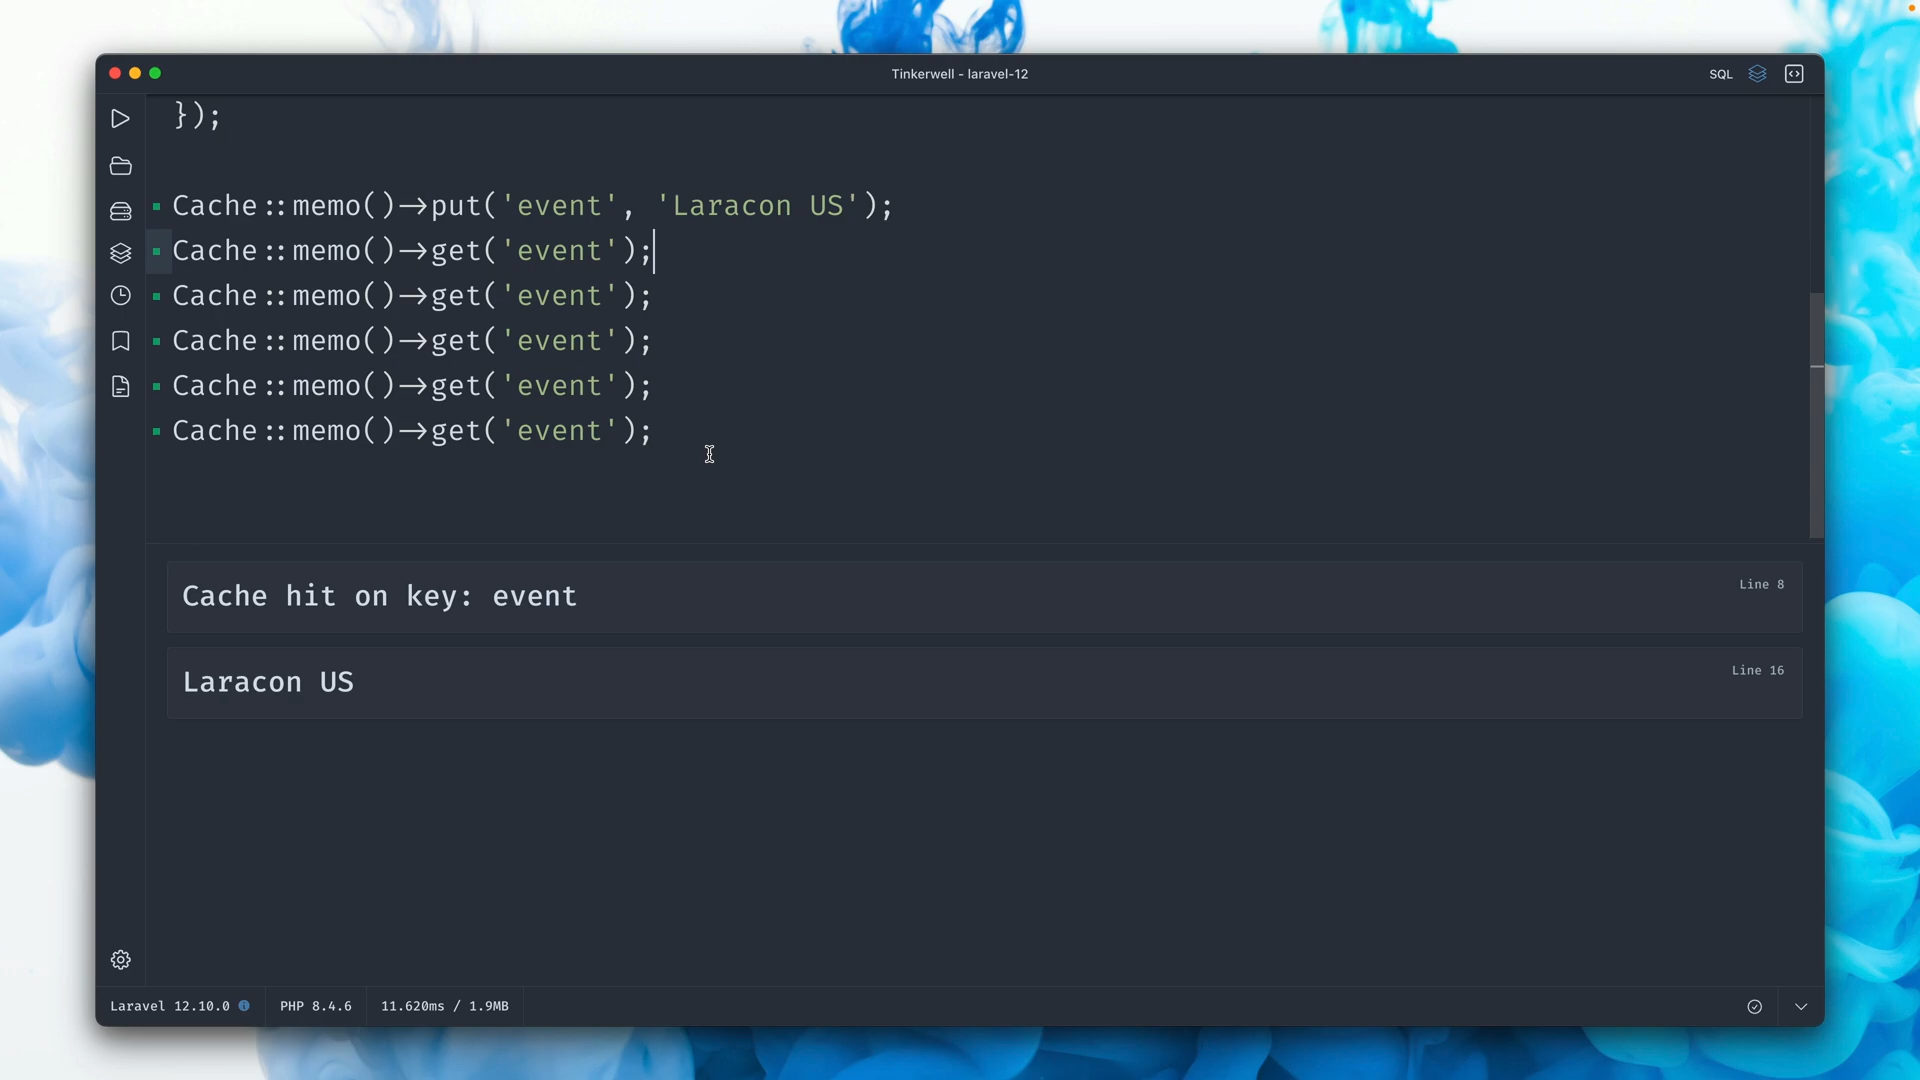 Tinkerwell - laravel-12
SQL
});
Cache::memo()->put('event', 'Laracon US');
Cache::memo()->get('event');
Cache::memo()->get('event');
Cache::memo()->get('event');
Cache::memo()->get('event');
Cache::memo()->get('event');
Cache hit on key: event
Line 8
Laracon US
Line 16
Laravel 12.10.0
PHP 8.4.6
11.620ms / 1.9MB